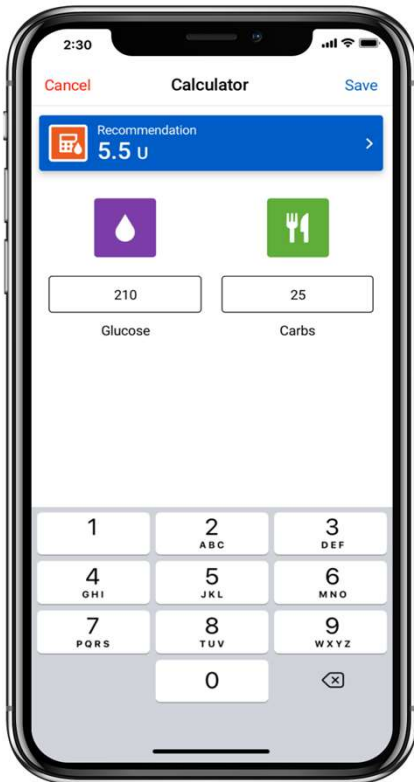 2:30
Cancel Calculator Save
Recommendation
5.5 U
210 25
Glucose Carbs
1 2 3
ABC DEF
4 5 6
GHI JKL MNO
7 8 9
PQRS TUV WXYZ
0